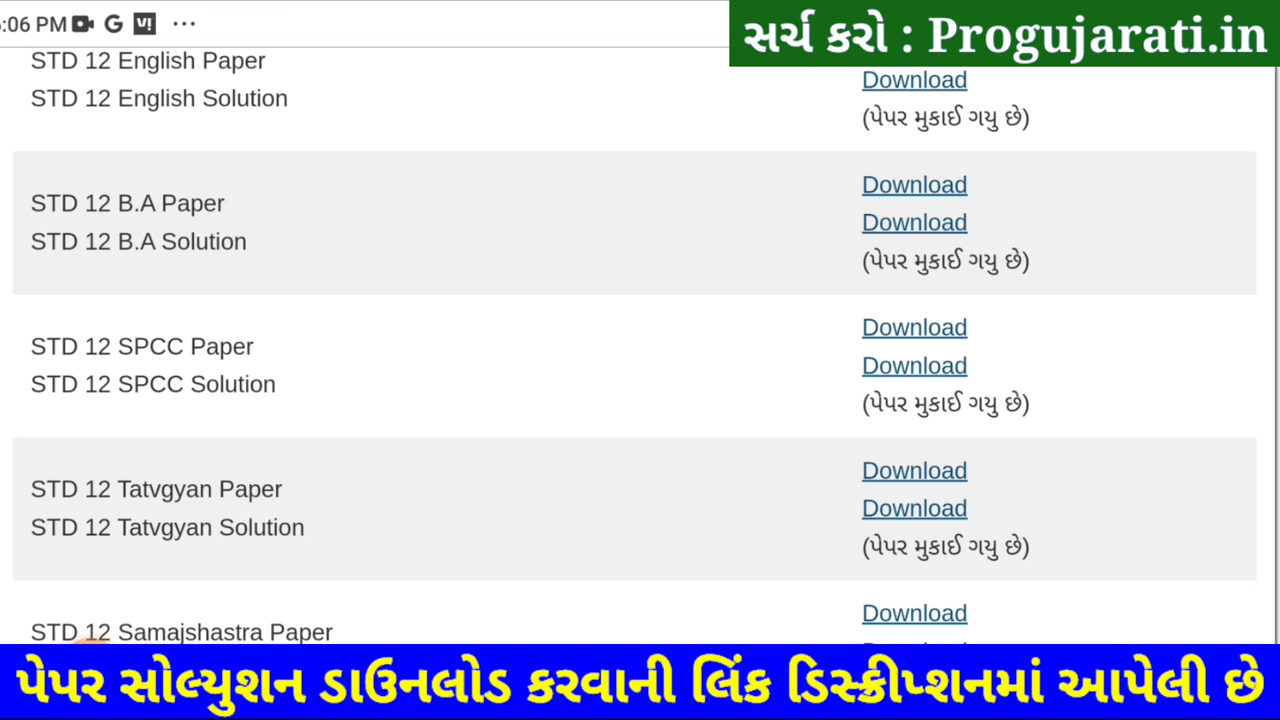 :06 PM G V! ...
સર્ચ કરો : Progujarati.in
STD 12 English Paper
Download
STD 12 English Solution
(પેપર મુકાઈ ગયુ છે)
Download
STD 12 B.A Paper
Download
STD 12 B.A Solution
(પેપર મુકાઈ ગયુ છે)
Download
STD 12 SPCC Paper
Download
STD 12 SPCC Solution
(પેપર મુકાઈ ગયુ છે)
Download
STD 12 Tatvgyan Paper
Download
STD 12 Tatvgyan Solution
(પેપર મુકાઈ ગયુ છે)
Download
STD 12 Samajshastra Paper
પેપર સોલ્યુશન ડાઉનલોડ કરવાની લિંક ડિસ્ક્રીપ્શનમાં આપેલી છે